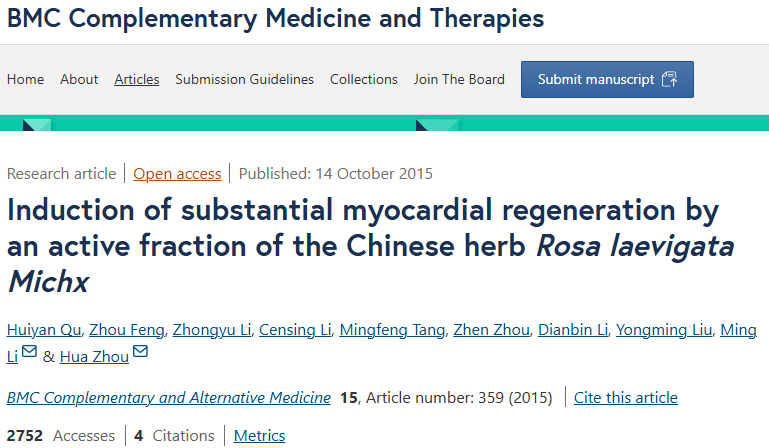 BMC Complementary Medicine and Therapies
Home About Articles Submission Guidelines Collections Join The Board Submit manuscript
Research article Open access Published: 14 October 2015
Induction of substantial myocardial regeneration by
an active fraction of the Chinese herb Rosa laevigata
Michx
Huiyan Qu, Zhou Feng, Zhongyu Li, Censing Li, Mingfeng Tang, Zhen Zhou, Dianbin Li, Yongming Liu, Ming
Li & Hua Zhou
BMC Complementary and Alternative Medicine 15, Article number: 359 (2015) Cite this article
2752 Accesses 4 Citations Metrics